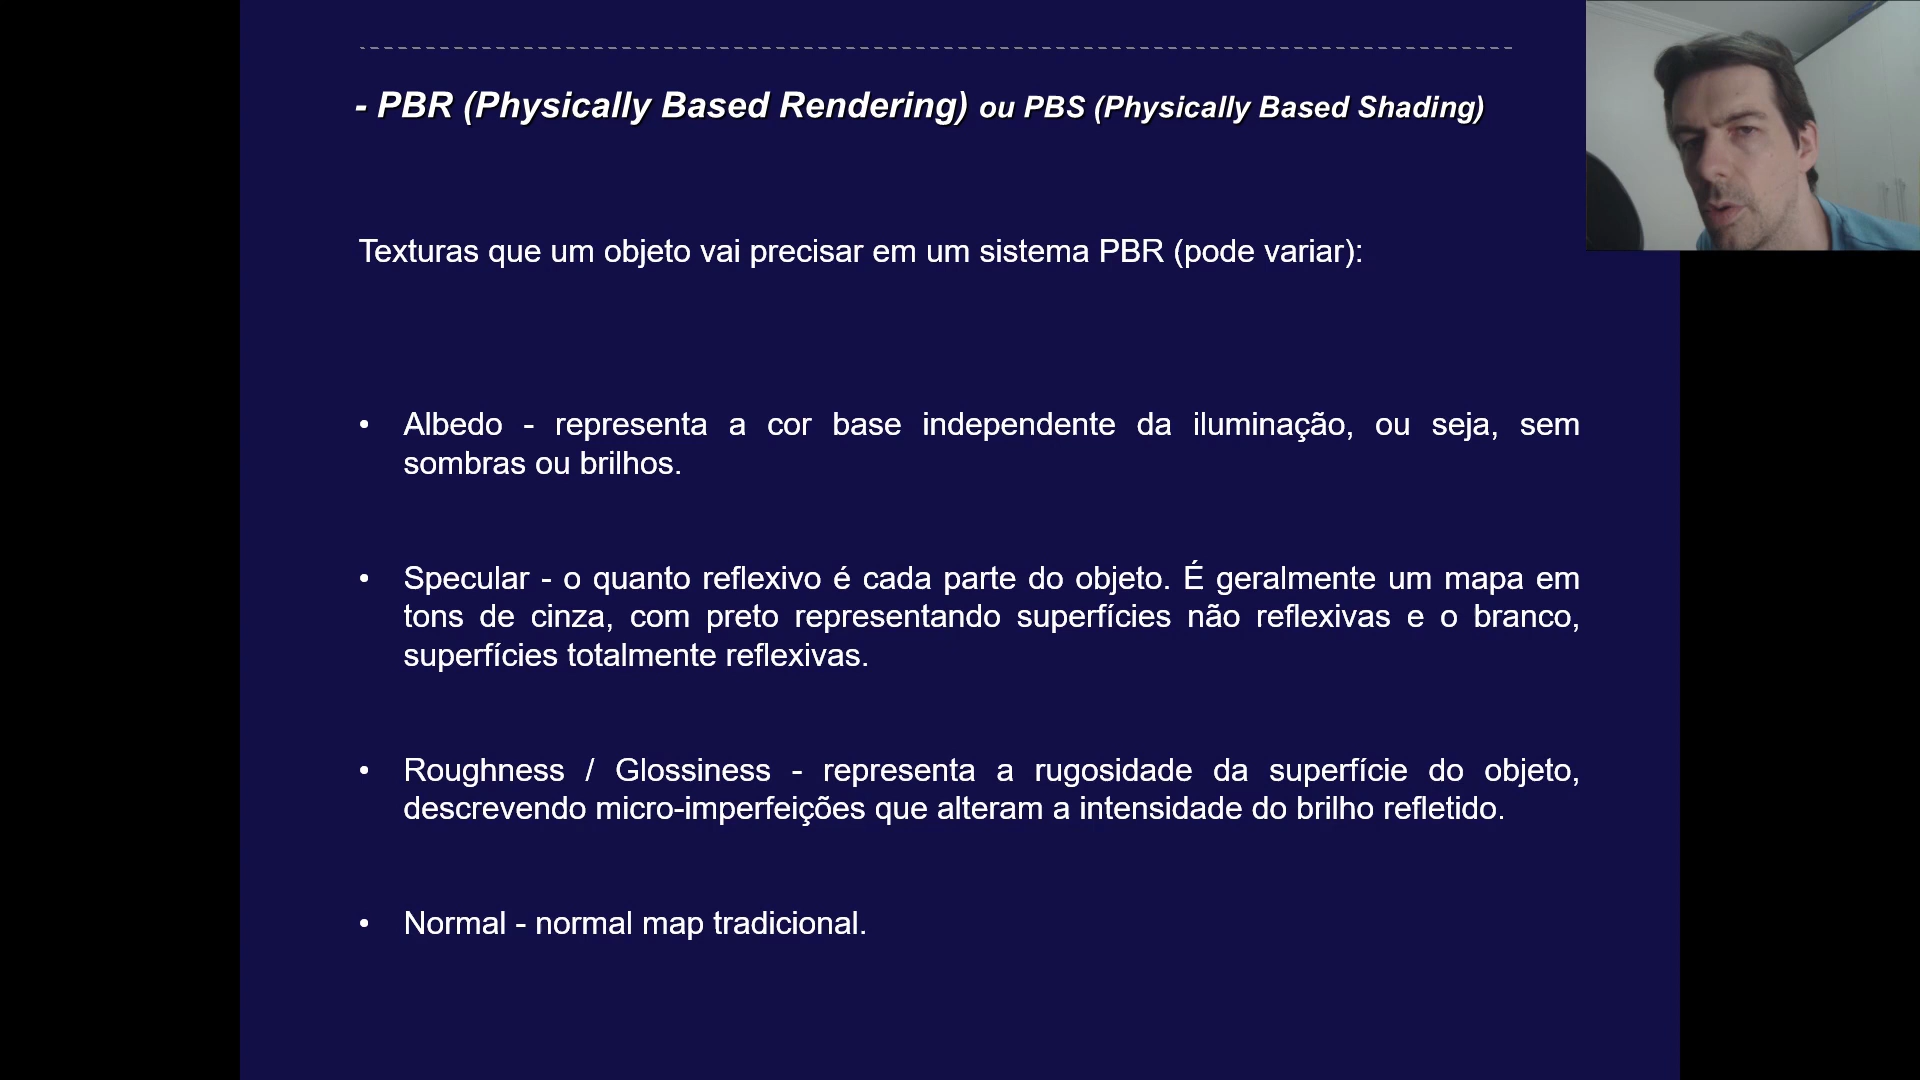 - PBR (Physically Based Rendering) ou PBS (Physically Based Shading)
Texturas que um objeto vai precisar em um sistema PBR (pode variar):
• Albedo - representa a cor base independente da iluminação, ou seja, sem
sombras ou brilhos.
• Specular - o quanto reflexivo é cada parte do objeto. É geralmente um mapa em
tons de cinza, com preto representando superfícies não reflexivas e o branco,
superfícies totalmente reflexivas.
• Roughness / Glossiness - representa a rugosidade da superfície do objeto,
descrevendo micro-imperfeições que alteram a intensidade do brilho refletido.
• Normal - normal map tradicional.